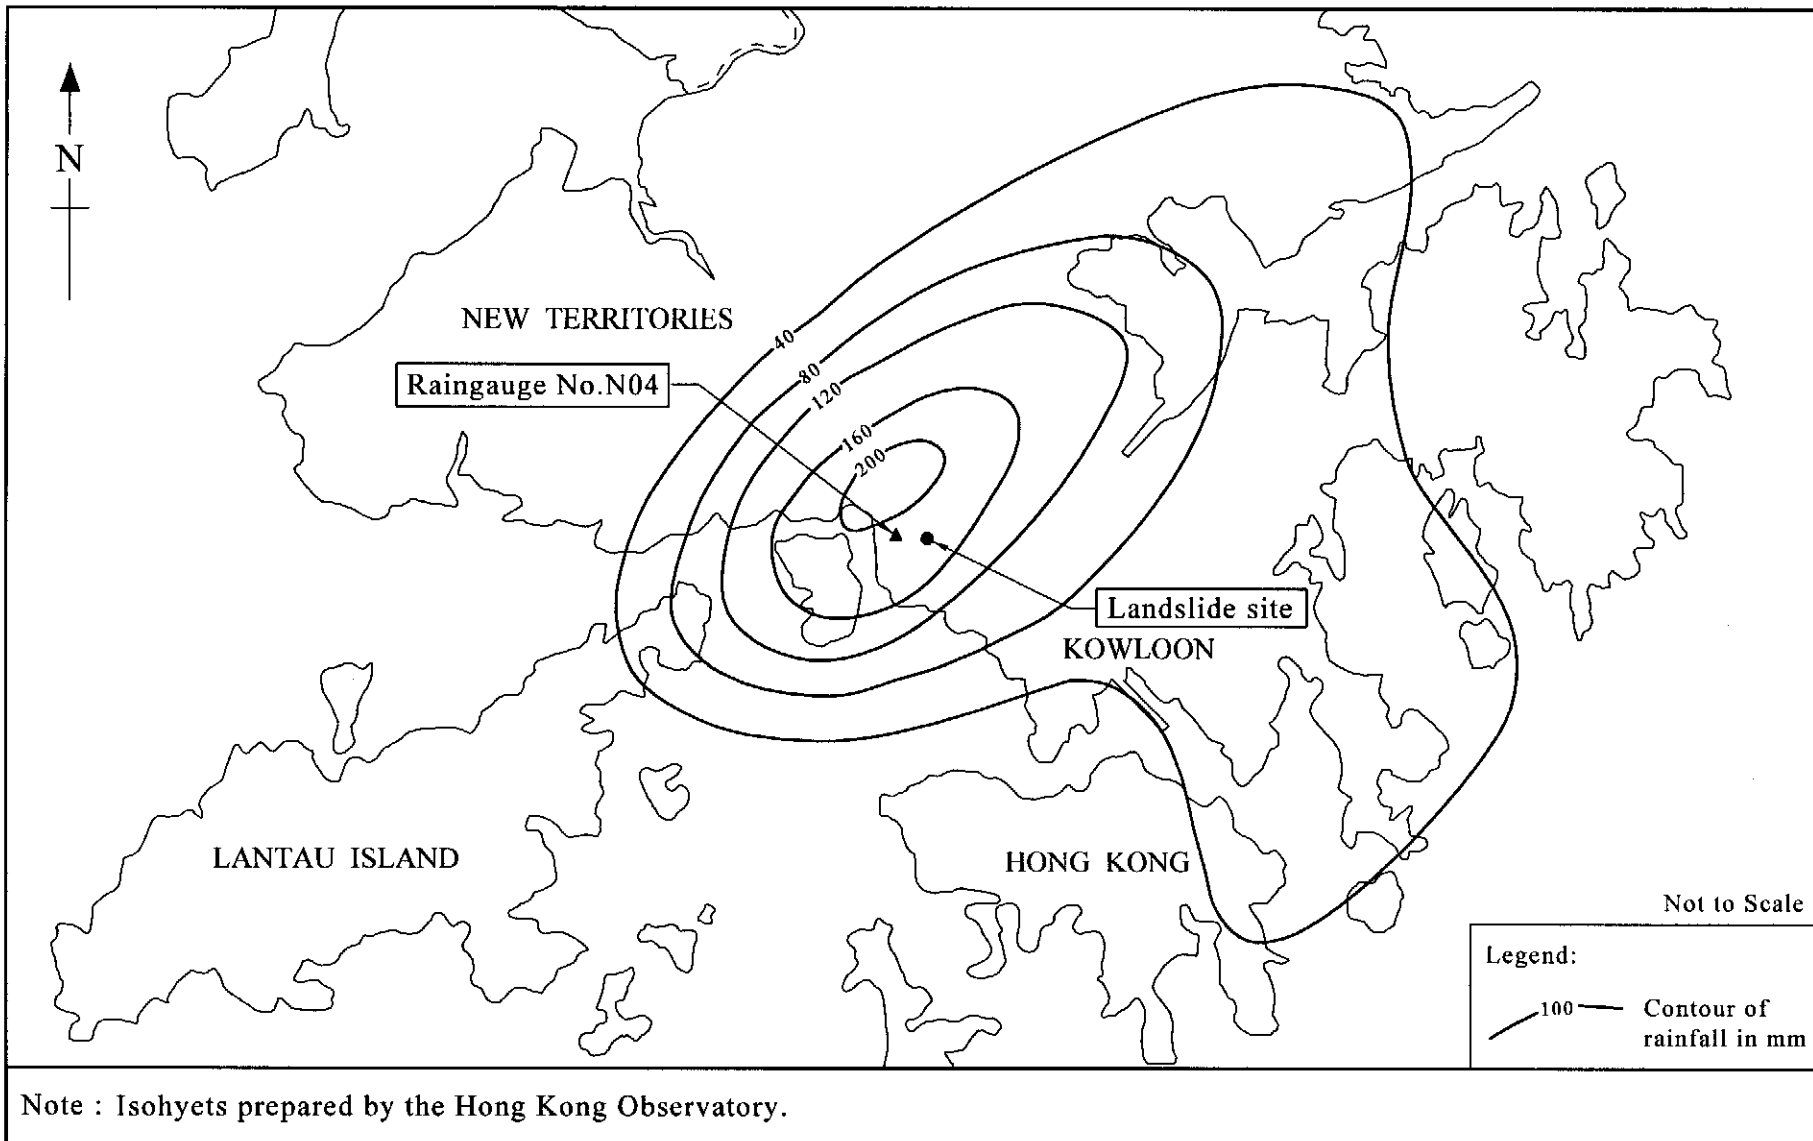 N
NEW TERRITORIES
40
80
Raingauge No.N04
120
160
200
Landslide site
KOWLOON
LANTAU ISLAND
HONG KONG
Not to Scale
Legend:
100
Contour of
rainfall in mm
Note : Isohyets prepared by the Hong Kong Observatory.